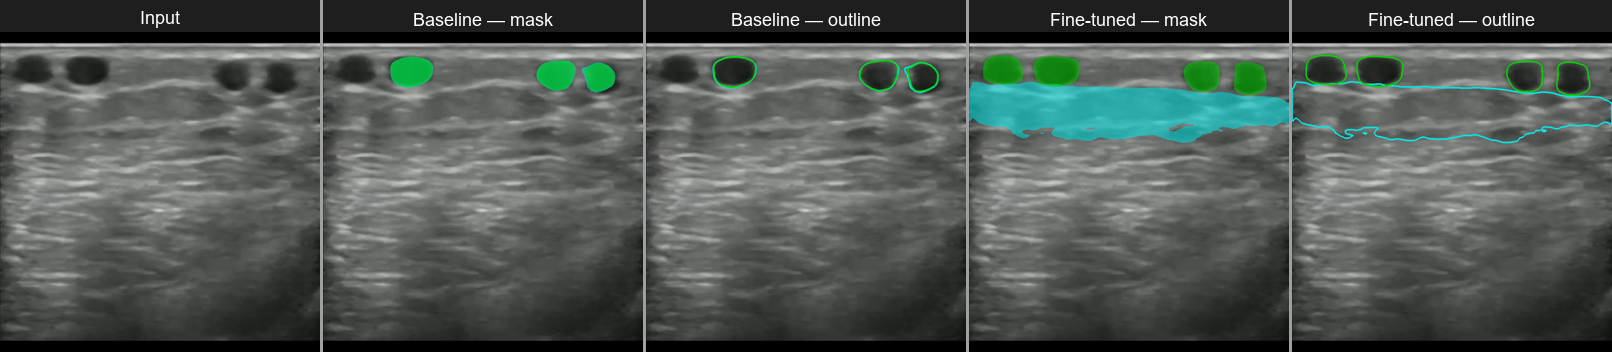 Input
Baseline — mask
Baseline — outline
Fine-tuned — mask
Fine-tuned — outline